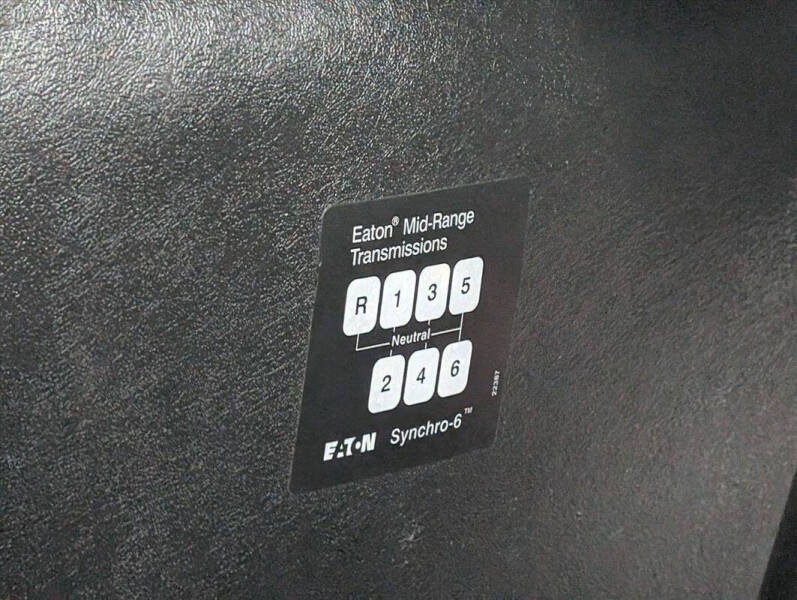 Eaton® Mid-Range
Transmissions
R 1 3 5
Neutral
2 4 6
22387
EATON Synchro-6™